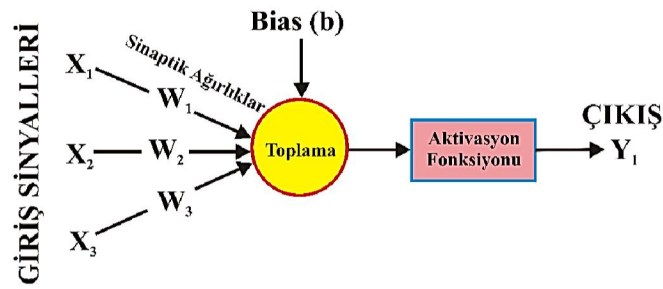 GİRİŞ SİNYALLERİ
Bias (b)
Sinaptik Ağırlıklar
X₁
W₁
X₂
W₂
X₃
W₃
Toplama
Aktivasyon
Fonksiyonu
ÇIKIŞ
Y₁